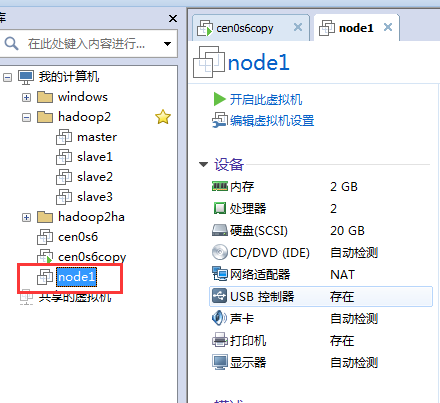 库
在此处键入内容进行...
我的计算机
windows
hadoop2
master
slave1
slave2
slave3
hadoop2ha
cen0s6
cen0s6copy
node1
共享的虚拟机
cen0s6copy
node1
node1
开启此虚拟机
编辑虚拟机设置
设备
内存 2 GB
处理器 2
硬盘(SCSI) 20 GB
CD/DVD (IDE) 自动检测
网络适配器 NAT
USB 控制器 存在
声卡 自动检测
打印机 存在
显示器 自动检测
描述